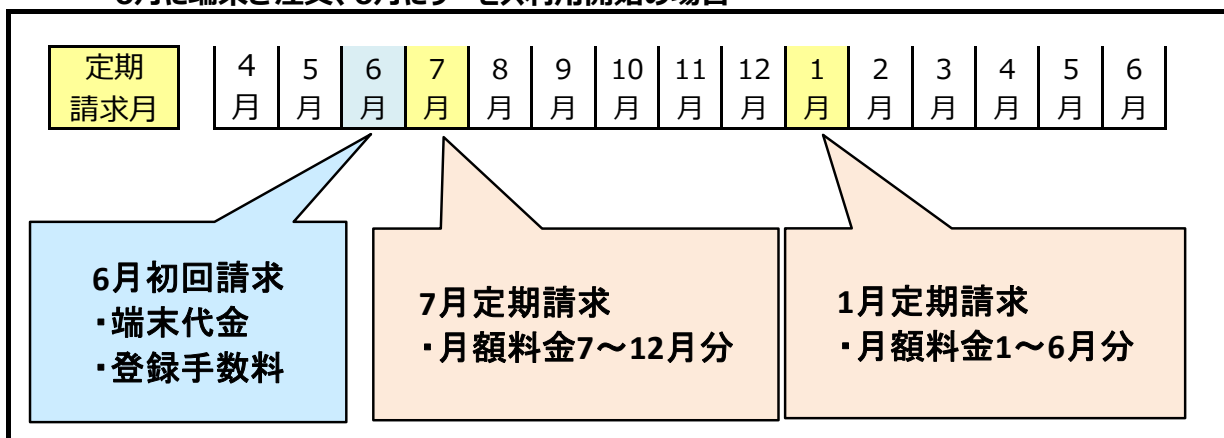 定期
請求月
4 5 6 7 8 9 10 11 12 1 2 3 4 5 6
月 月 月 月 月 月 月 月 月 月 月 月 月 月 月
6月初回請求
・端末代金
・登録手数料
7月定期請求
・月額料金7～12月分
1月定期請求
・月額料金1～6月分